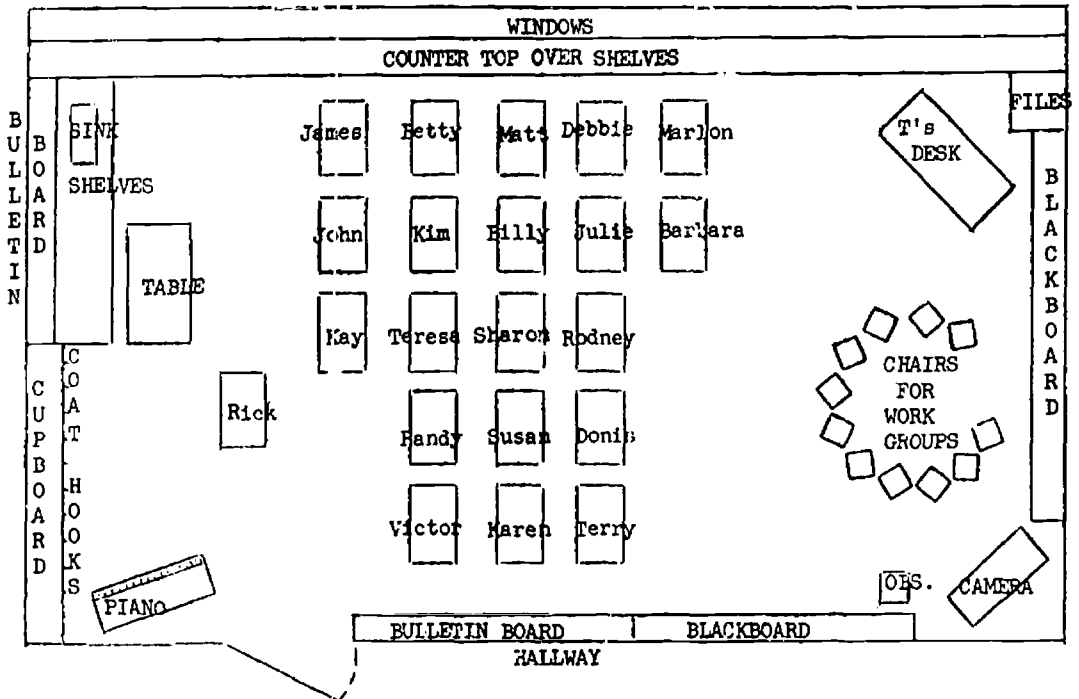 WINDOWS
COUNTER TOP OVER SHELVES
BULLETIN
BOARD
SINK
SHELVES
TABLE
James Betty Matt Debbie Marlon
John Kim Billy Julie Barbara
Kay Teresa Sharon Rodney
Rick
Randy Susan Donis
Victor Karen Terry
FILES
T's
DESK
BLACKBOARD
CHAIRS
FOR
WORK
GROUPS
CUPBOARD
COAT HOOKS
PIANO
OBS.
CAMERA
BULLETIN BOARD
BLACKBOARD
HALLWAY